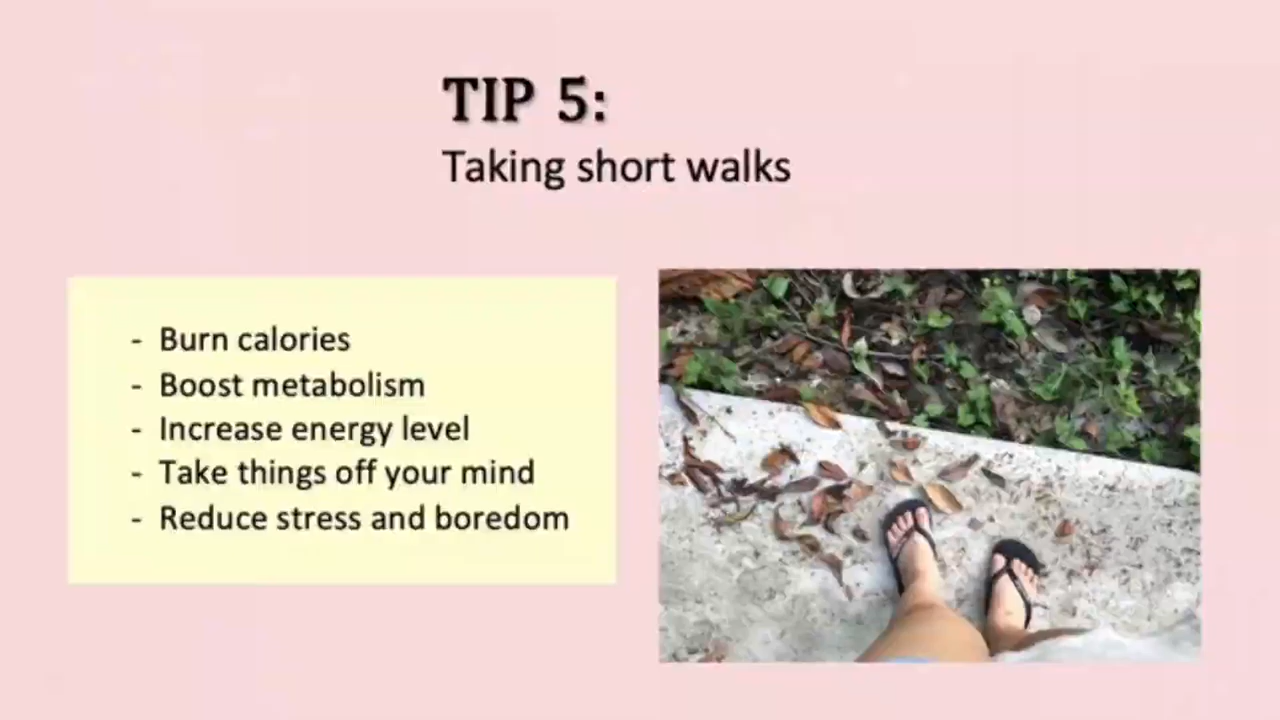 TIP 5:
Taking short walks
- Burn calories
- Boost metabolism
- Increase energy level
- Take things off your mind
- Reduce stress and boredom